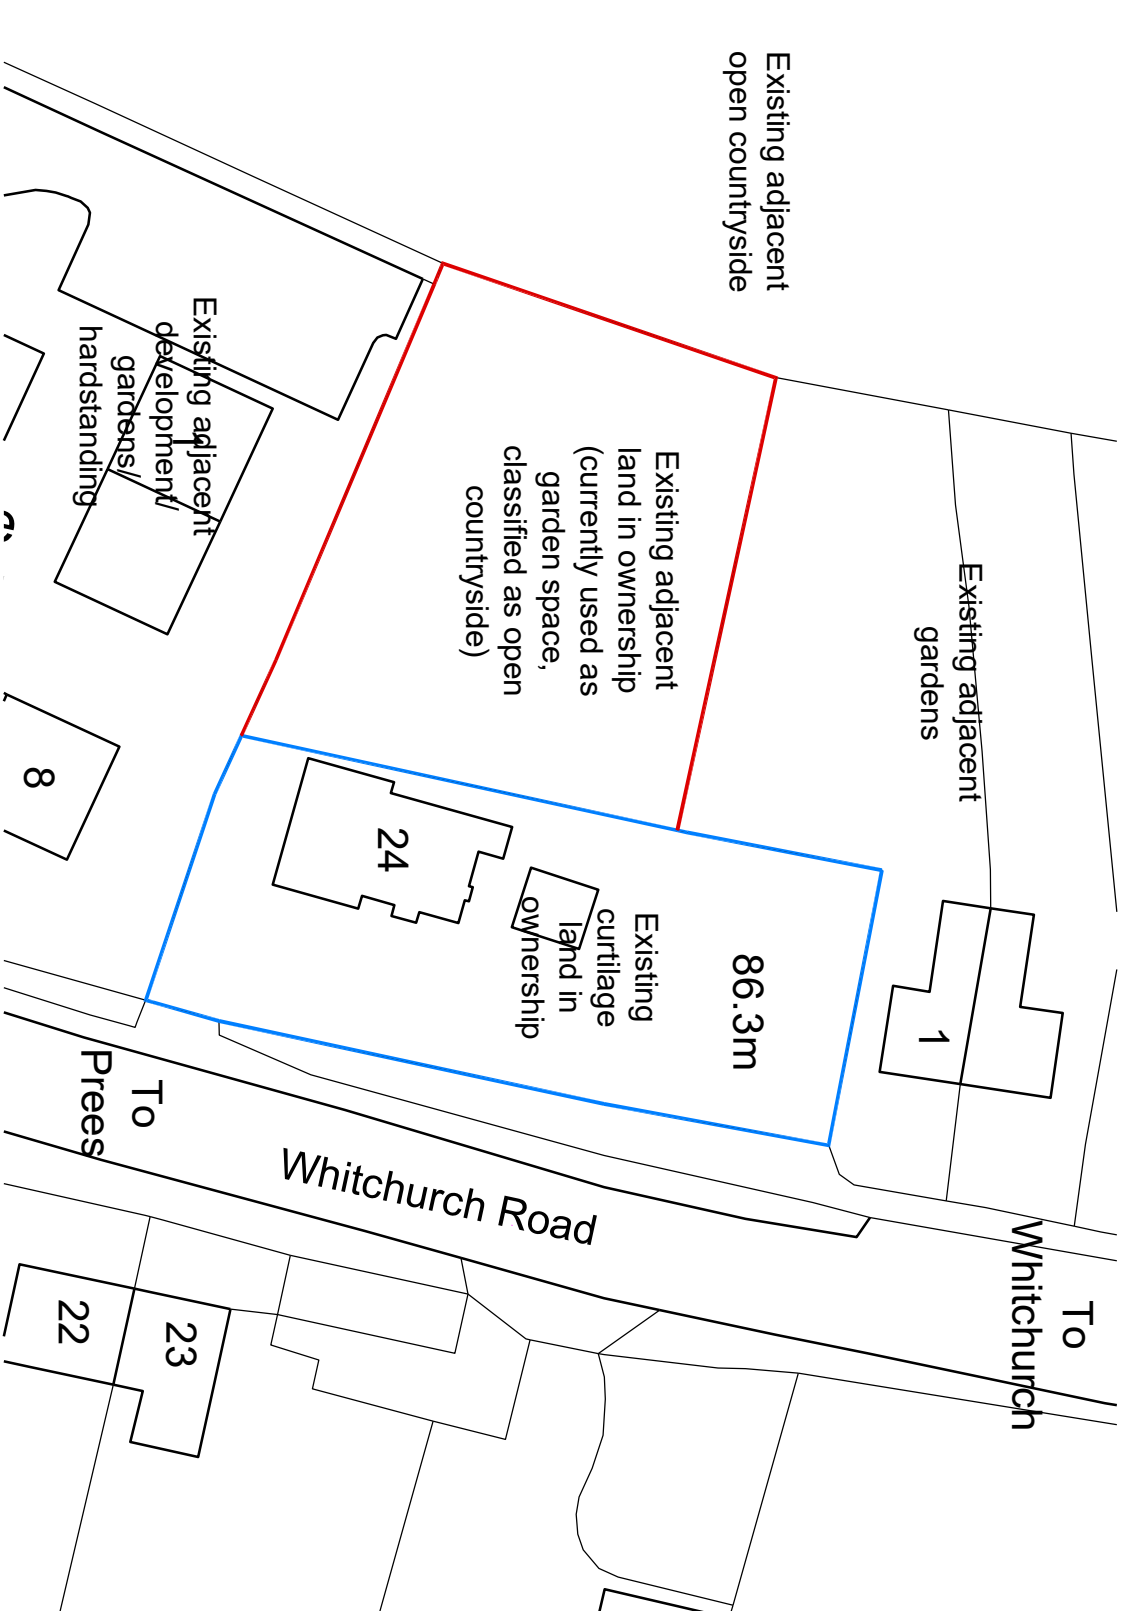 Existing adjacent
open countryside
Existing adjacent
land in ownership
(currently used as
garden space,
classified as open
countryside)
Existing adjacent
gardens
Existing adjacent
development/
gardens/
hardstanding
1
8
24
Existing
curtilage
land in
ownership
86.3m
1
To
Prees
Whitchurch Road
To
Whitchurch
22
23